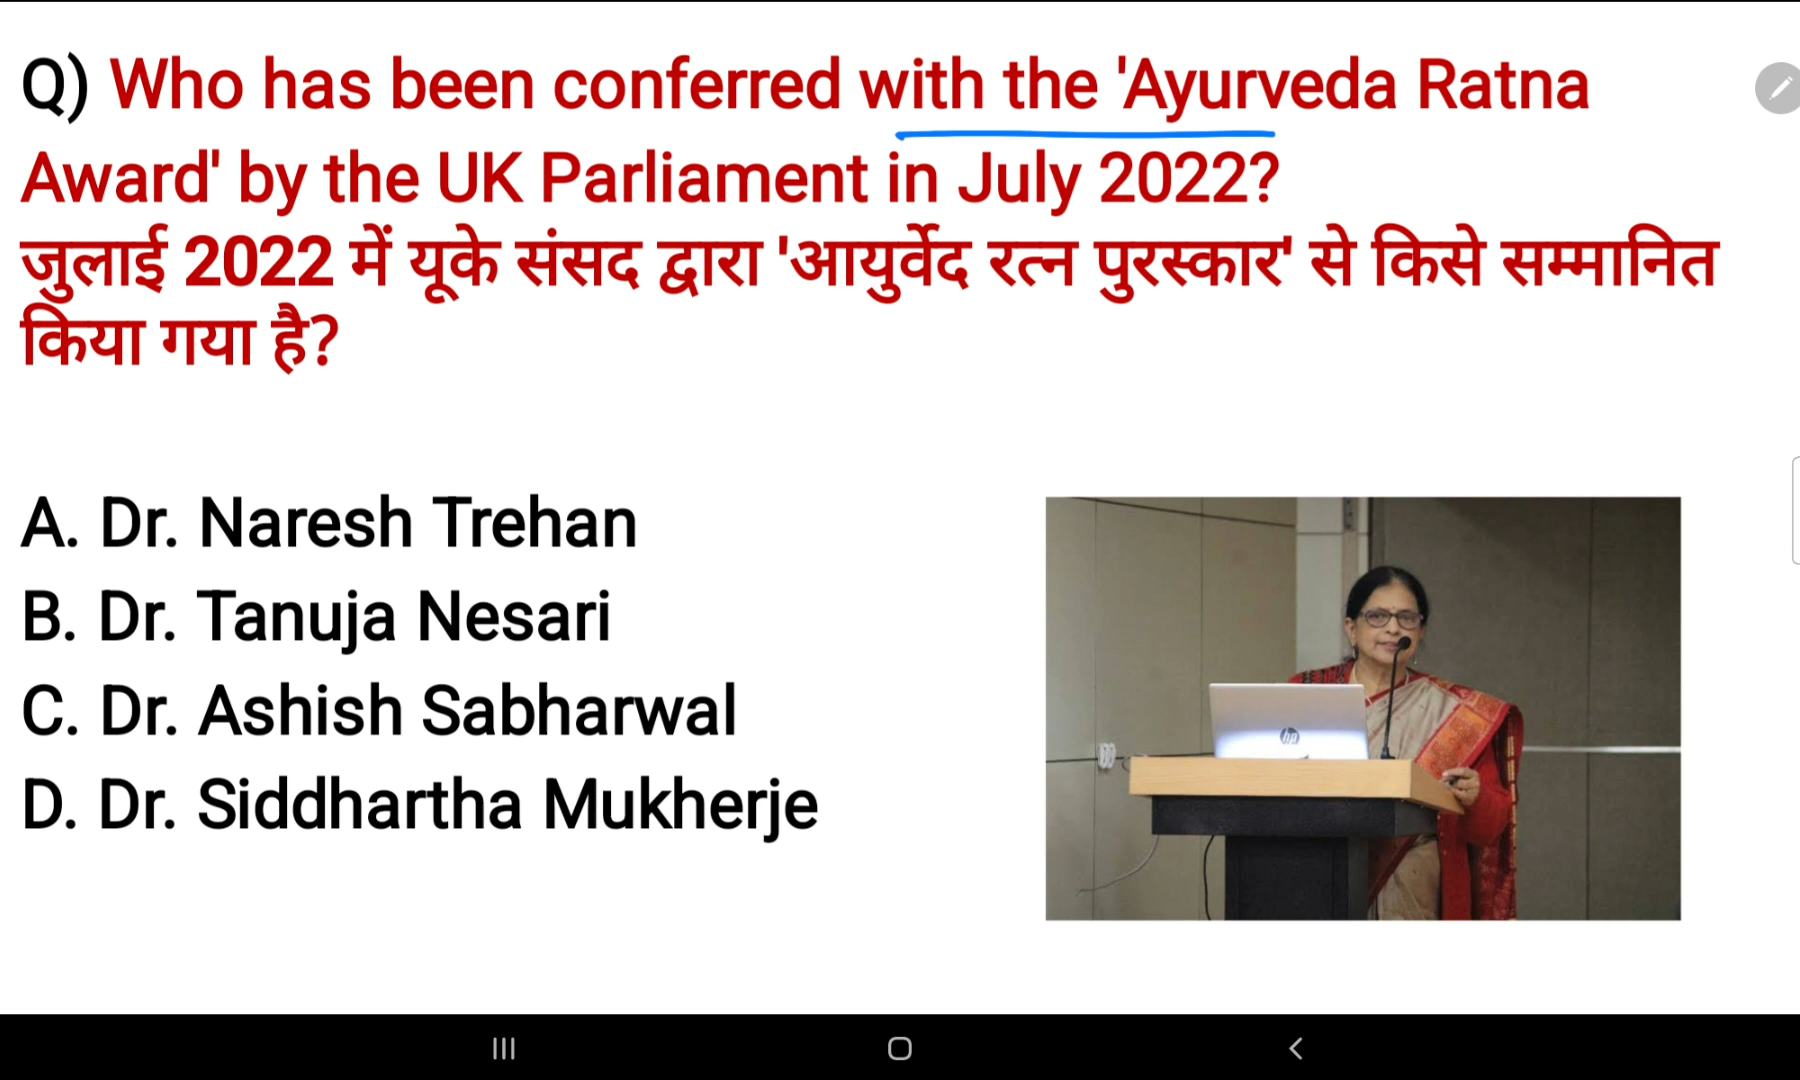 Q) Who has been conferred with the 'Ayurveda Ratna
Award' by the UK Parliament in July 2022?
जुलाई 2022 में यूके संसद द्वारा 'आयुर्वेद रत्न पुरस्कार' से किसे सम्मानित
किया गया है?
A. Dr. Naresh Trehan
B. Dr. Tanuja Nesari
C. Dr. Ashish Sabharwal
D. Dr. Siddhartha Mukherje
hp